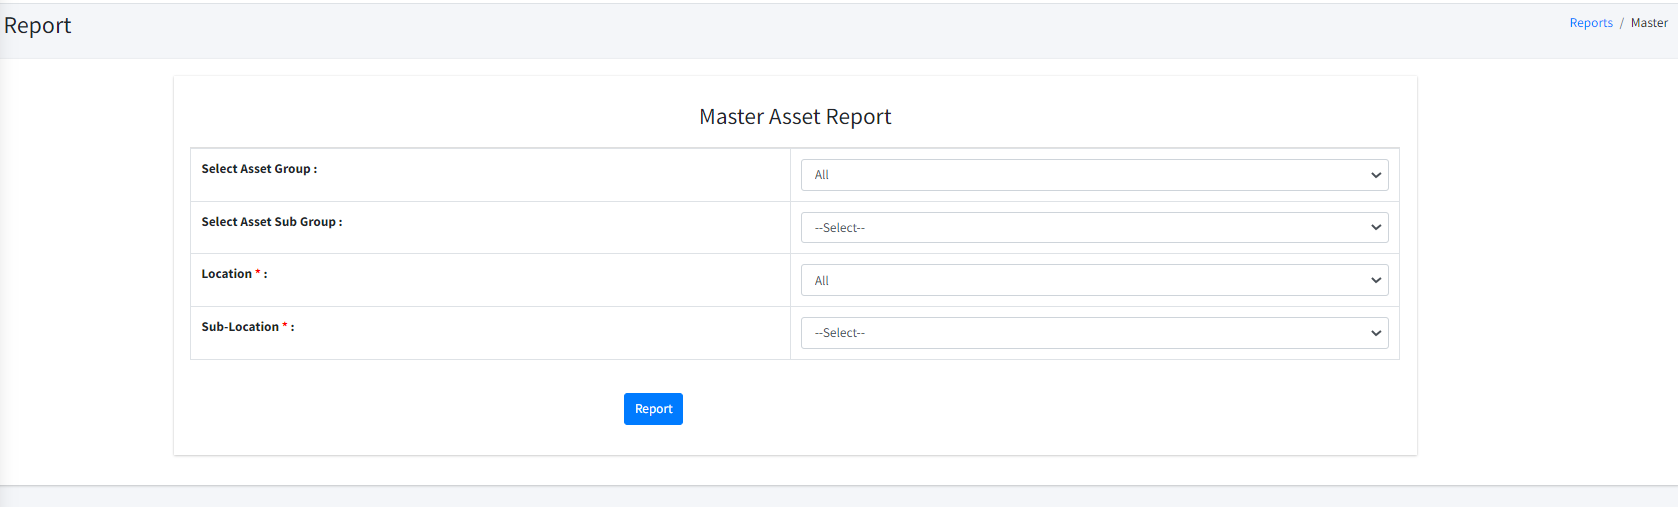 Report
Reports / Master
Master Asset Report
Select Asset Group :
All
Select Asset Sub Group :
--Select--
Location * :
All
Sub-Location * :
--Select--
Report